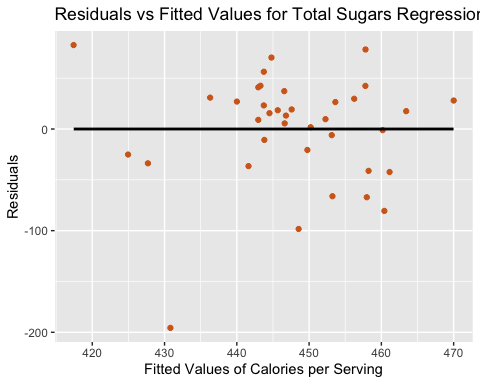 Residuals vs Fitted Values for Total Sugars Regression
Residuals
0
-100
-200
420 430 440 450 460 470
Fitted Values of Calories per Serving